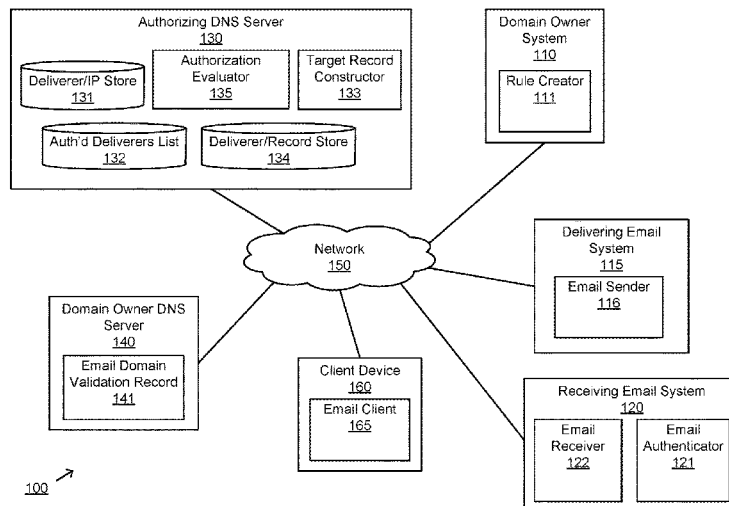 Authorizing DNS Server
130
Deliverer/IP Store
131
Authorization
Evaluator
135
Target Record
Constructor
133
Auth'd Deliverers List
132
Deliverer/Record Store
134
Domain Owner
System
110
Rule Creator
111
Network
150
Delivering Email
System
115
Email Sender
116
Domain Owner DNS
Server
140
Email Domain
Validation Record
141
Client Device
160
Email Client
165
Receiving Email System
120
Email
Receiver
122
Email
Authenticator
121
100